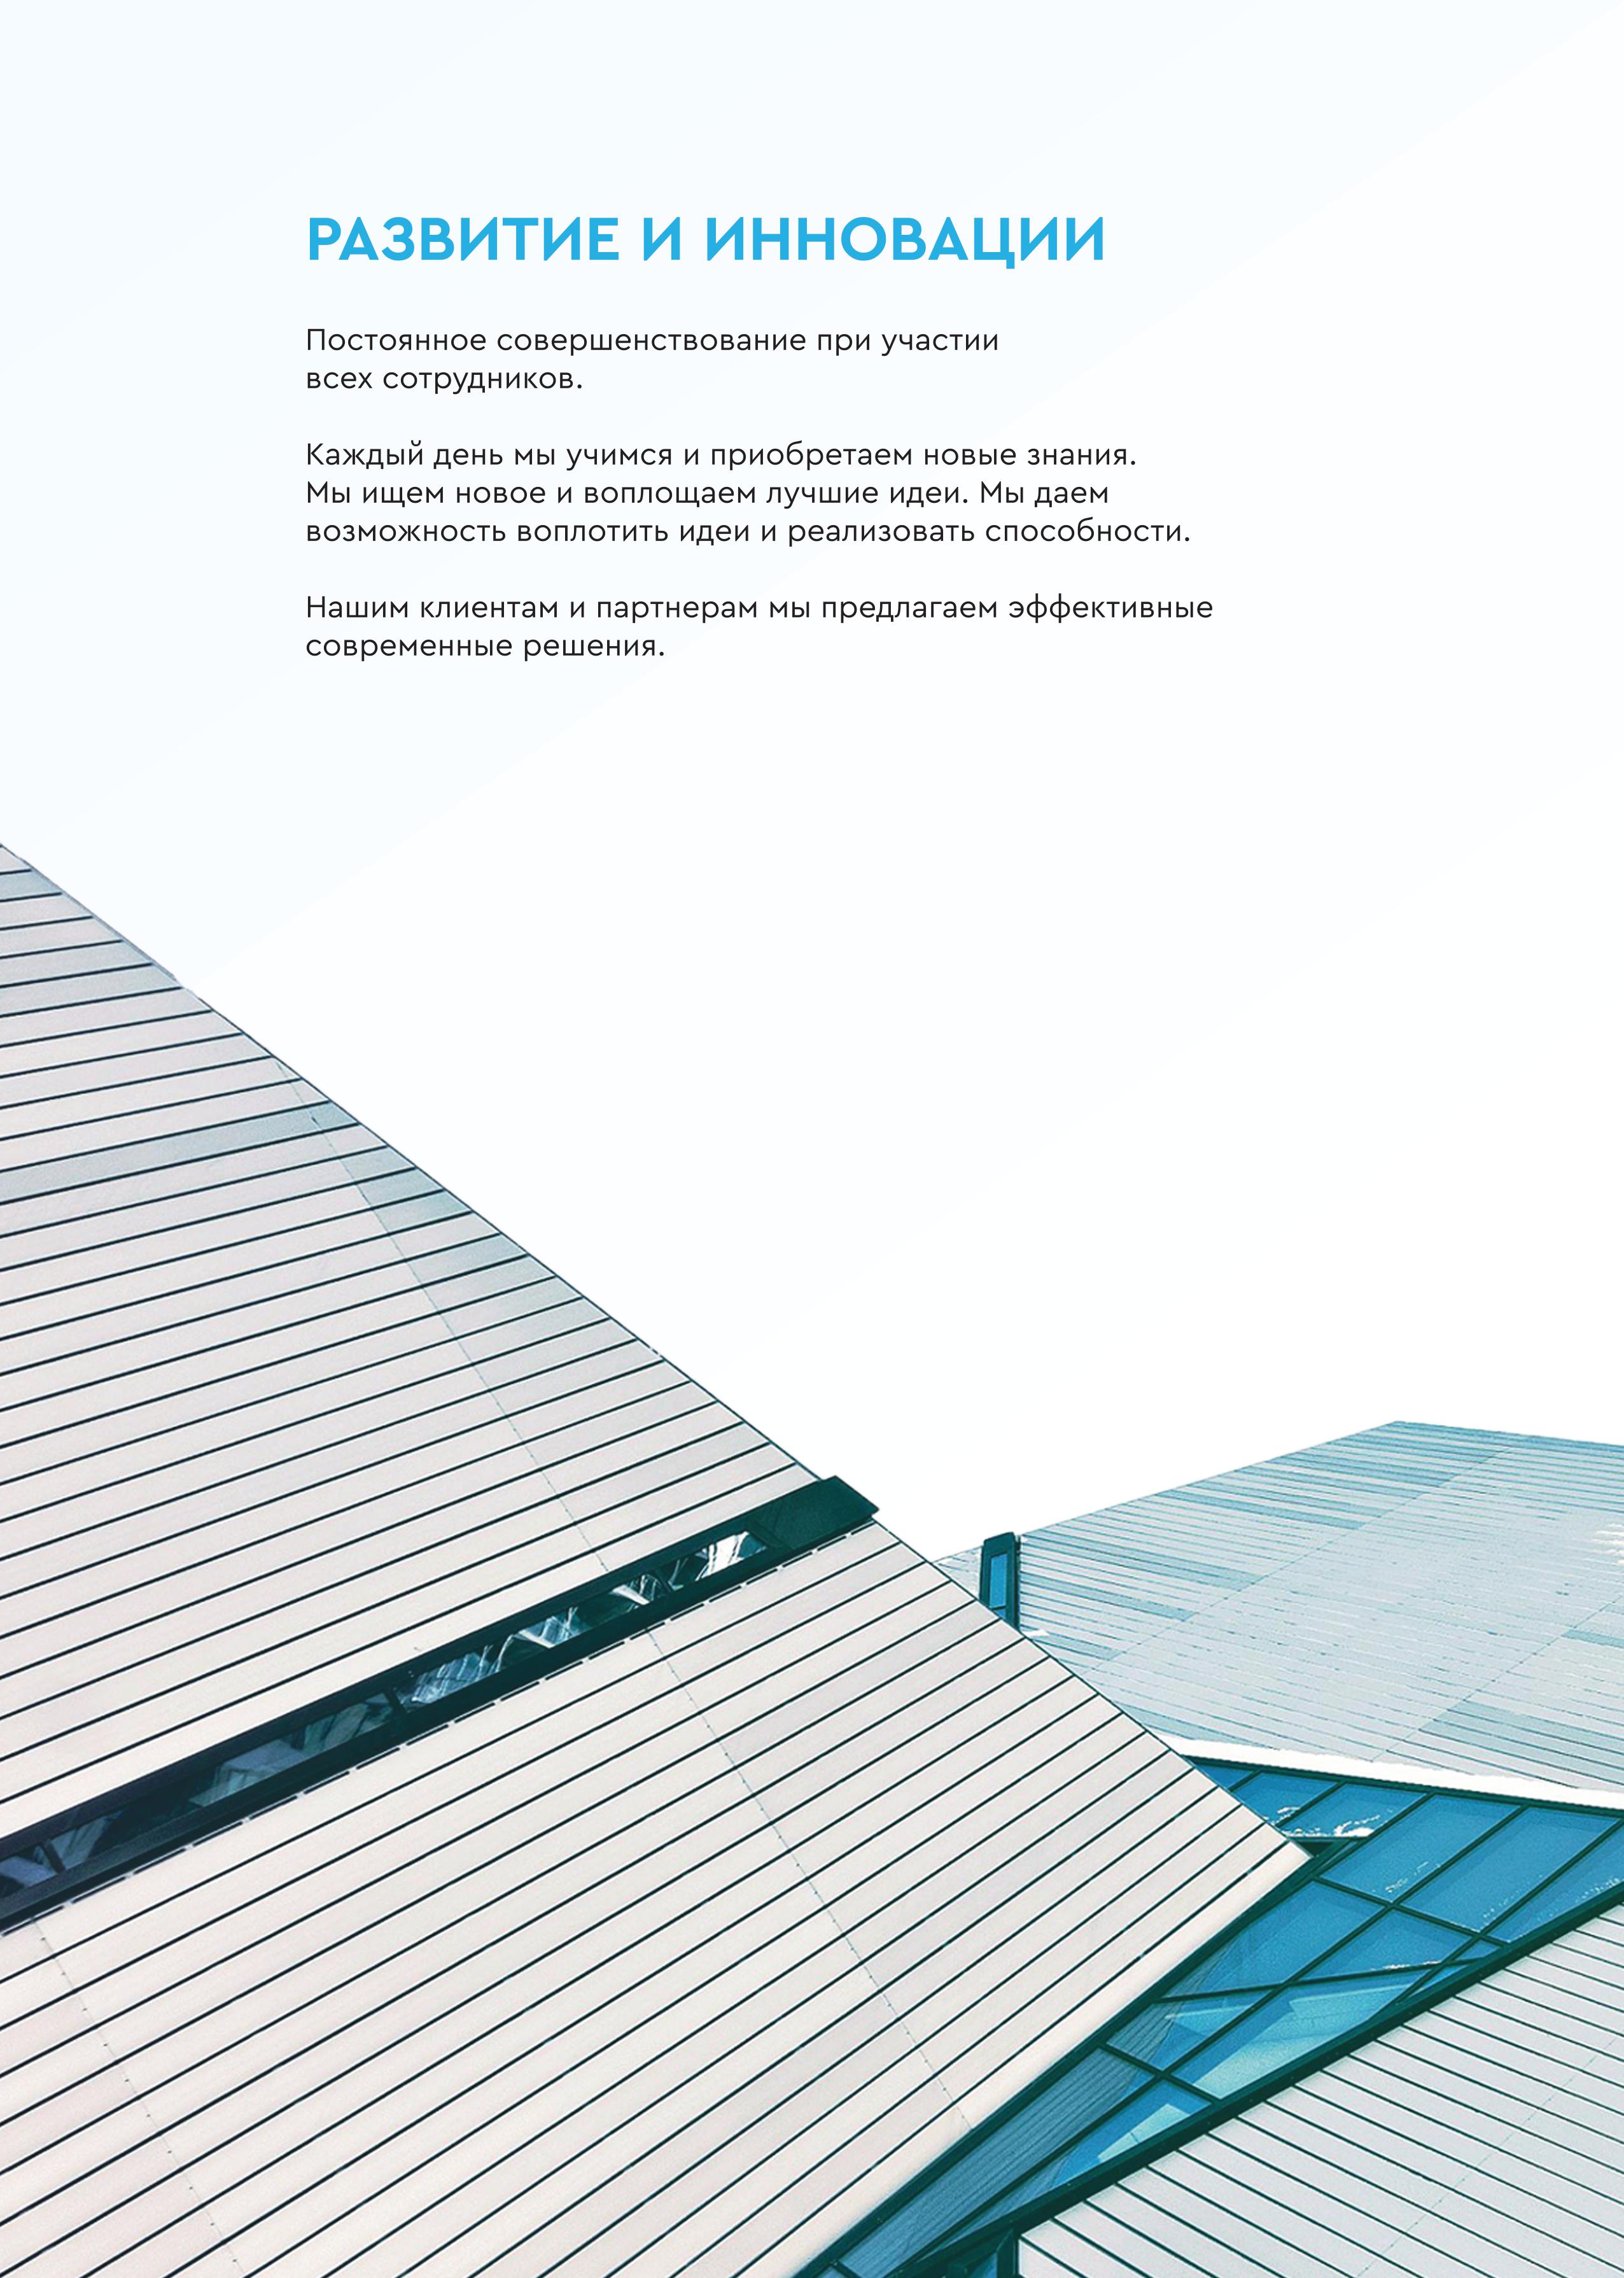 РАЗВИТИЕ И ИННОВАЦИИ
Постоянное совершенствование при участии
всех сотрудников.
Каждый день мы учимся и приобретаем новые знания.
Мы ищем новое и воплощаем лучшие идеи. Мы даем
возможность воплотить идеи и реализовать способности.
Нашим клиентам и партнерам мы предлагаем эффективные
современные решения.